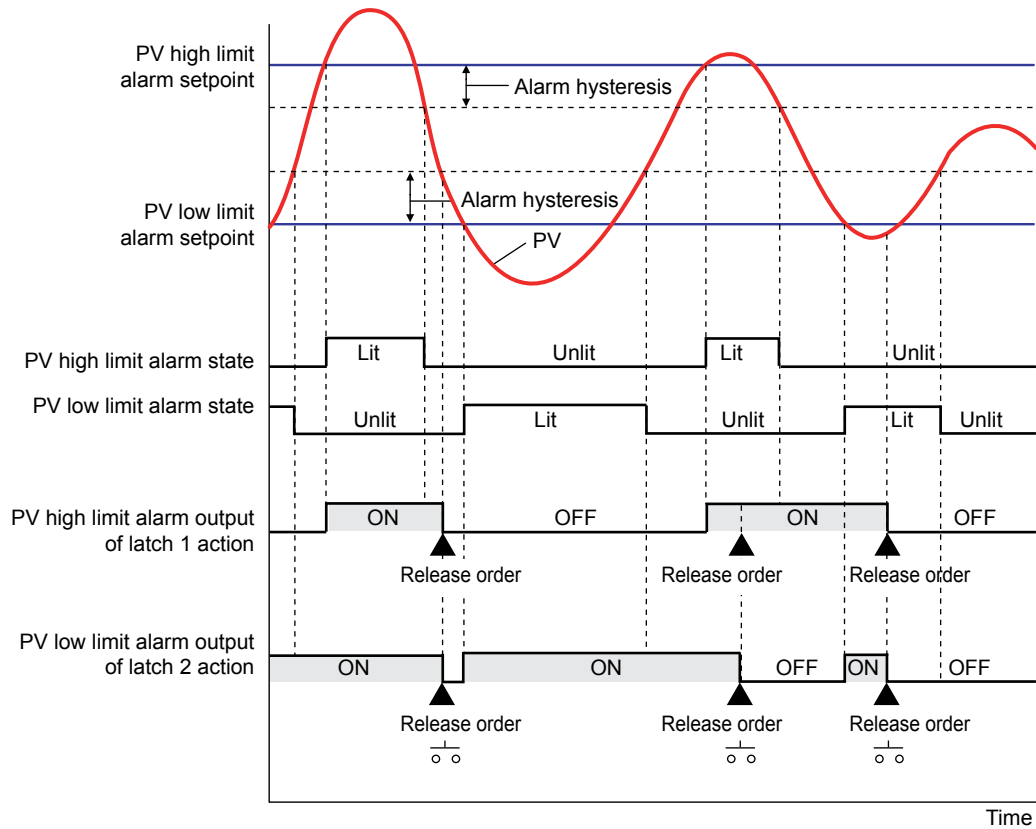 PV high limit
alarm setpoint
Alarm hysteresis
Alarm hysteresis
PV low limit
alarm setpoint
PV
PV high limit alarm state
Lit
Unlit
Lit
Unlit
PV low limit alarm state
Unlit
Lit
Unlit
Lit
Unlit
PV high limit alarm output
of latch 1 action
ON
OFF
ON
OFF
Release order
Release order
Release order
PV low limit alarm output
of latch 2 action
ON
ON
OFF
ON
OFF
Release order
Release order
Release order
Time